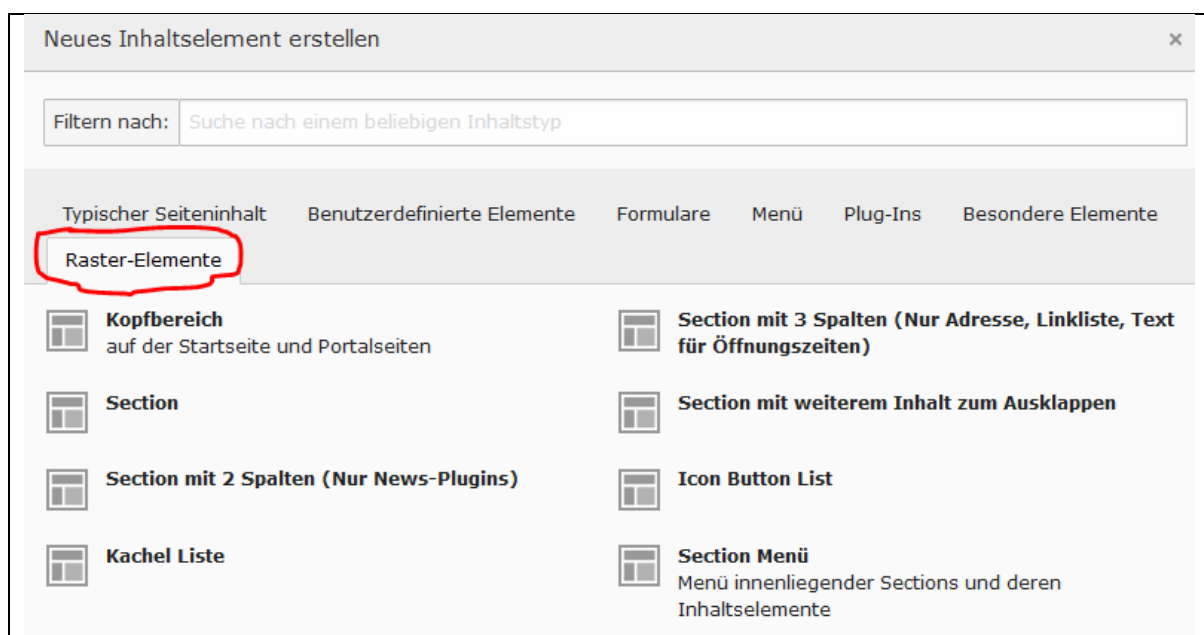 Neues Inhaltselement erstellen ×
Filtern nach: Suche nach einem beliebigen Inhaltstyp
Typischer Seiteninhalt Benutzerdefinierte Elemente Formulare Menü Plug-Ins Besondere Elemente
Raster-Elemente
Kopfbereich
auf der Startseite und Portalseiten
Section mit 3 Spalten (Nur Adresse, Linkliste, Text
für Öffnungszeiten)
Section
Section mit weiterem Inhalt zum Ausklappen
Section mit 2 Spalten (Nur News-Plugins)
Icon Button List
Kachel Liste
Section Menü
Menü innenliegender Sections und deren
Inhaltselemente